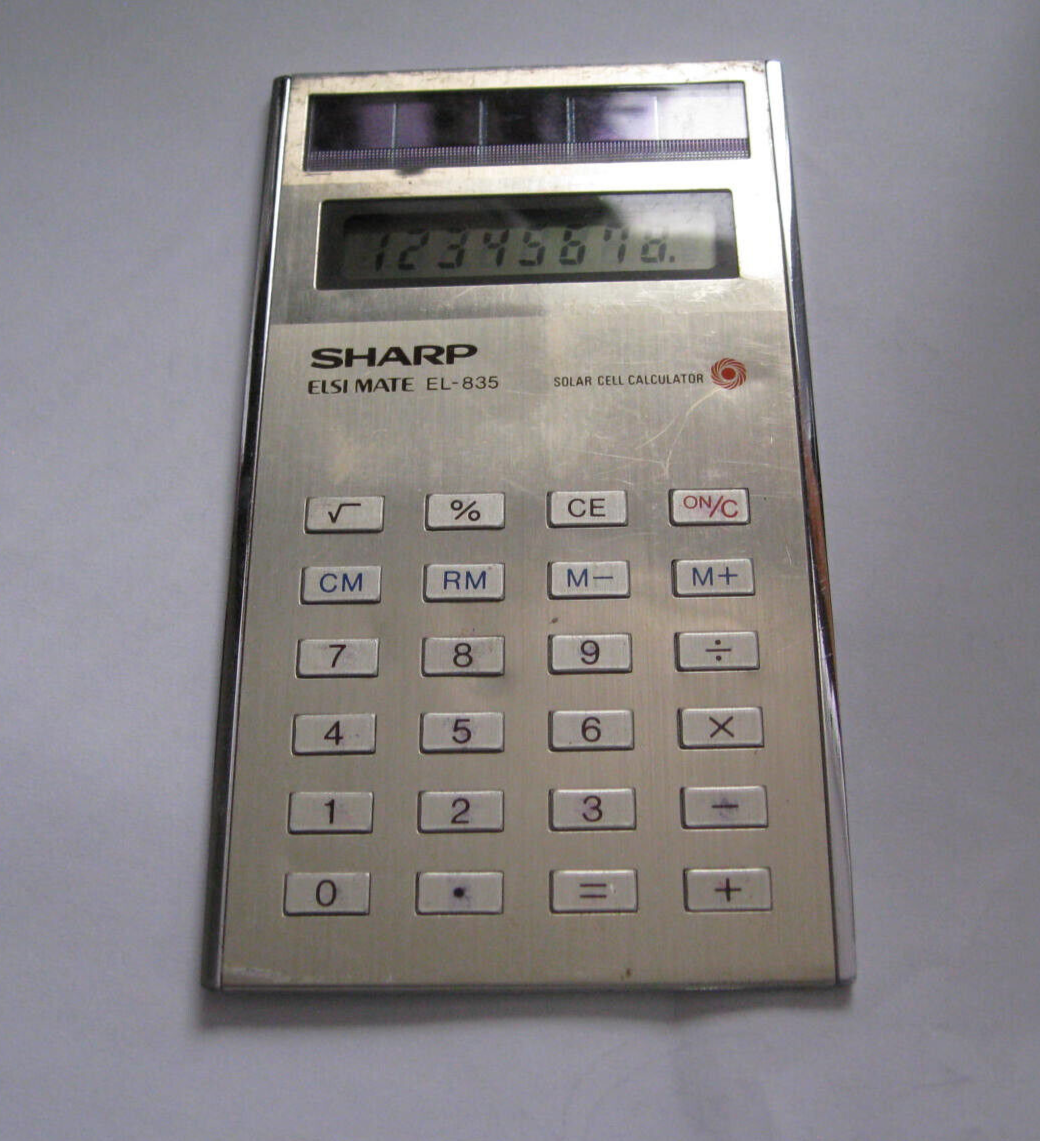 12345678.
SHARP
ELSI MATE EL-835 SOLAR CELL CALCULATOR
√ % CE ON/C
CM RM M− M+
7 8 9 ÷
4 5 6 ×
1 2 3 −
0 • = +